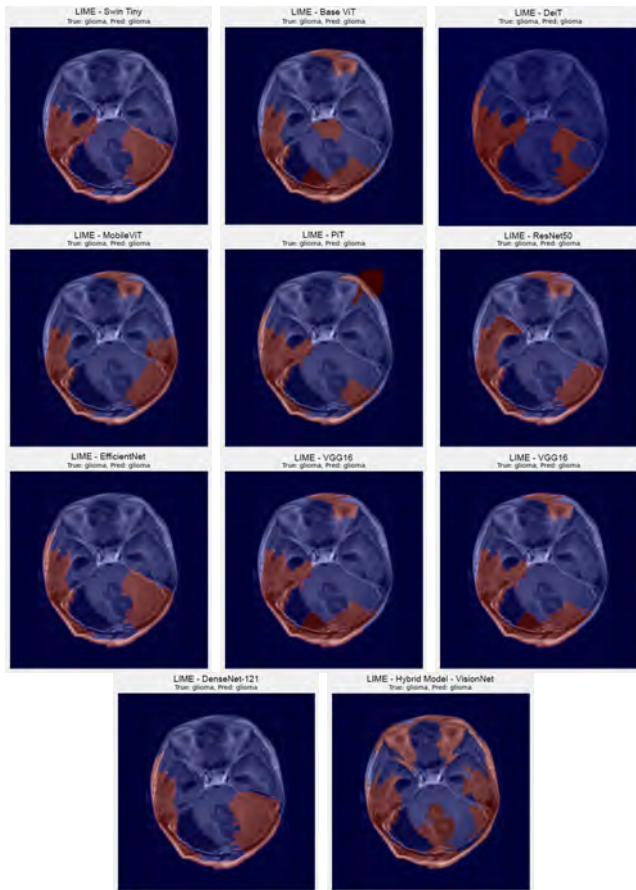 LIME - Swin Tiny
True: glioma, Pred: glioma
LIME - Base ViT
True: glioma, Pred: glioma
LIME - DeiT
True: glioma, Pred: glioma
LIME - MobileViT
True: glioma, Pred: glioma
LIME - PiT
True: glioma, Pred: glioma
LIME - ResNet50
True: glioma, Pred: glioma
LIME - EfficientNet
True: glioma, Pred: glioma
LIME - VGG16
True: glioma, Pred: glioma
LIME - VGG16
True: glioma, Pred: glioma
LIME - DenseNet-121
True: glioma, Pred: glioma
LIME - Hybrid Model - VisionNet
True: glioma, Pred: glioma